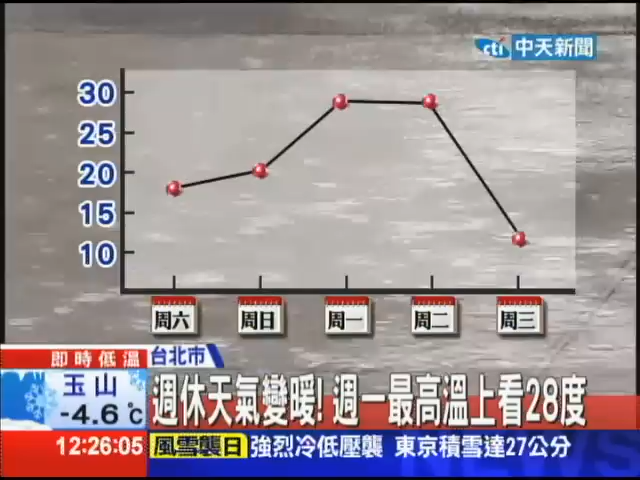 cti 中天新聞
30
25
20
15
10
周六 周日 周一 周二 周三
即時低溫 台北市
玉山
-4.6℃
週休天氣變暖! 週一最高溫上看28度
12:26:05 風雪襲日 強烈冷低壓襲 東京積雪達27公分
NEWS